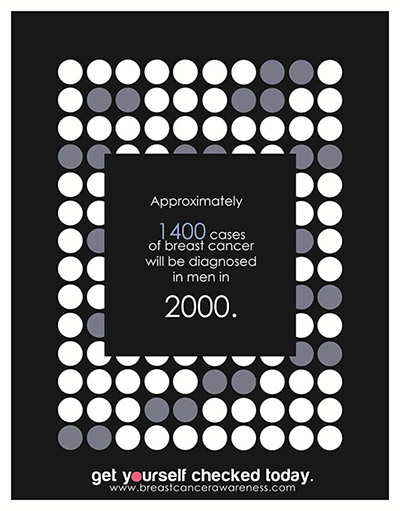 Approximately
1400 cases
of breast cancer
will be diagnosed
in men in
2000.
get yourself checked today.
www.breastcancerawareness.com